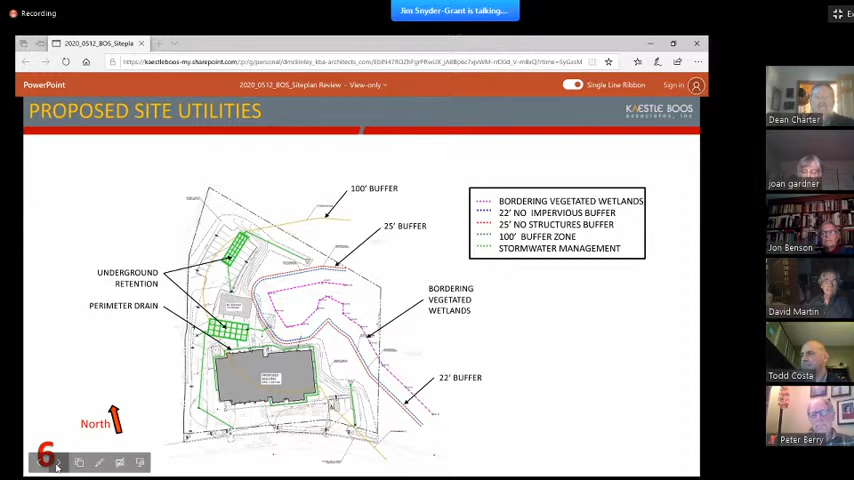 Recording
Jim Snyder-Grant is talking...
2020_0512_BOS_Sitepla
PowerPoint
2020_0512_BOS_Siteplan Review - View-only
Single Line Ribbon
Sign in
PROPOSED SITE UTILITIES
KAESTLE BOOS
associates, inc
100' BUFFER
25' BUFFER
UNDERGROUND
RETENTION
PERIMETER DRAIN
BORDERING
VEGETATED
WETLANDS
22' BUFFER
North
6
BORDERING VEGETATED WETLANDS
22' NO IMPERVIOUS BUFFER
25' NO STRUCTURES BUFFER
100' BUFFER ZONE
STORMWATER MANAGEMENT
Dean Charter
joan gardner
Jon Benson
David Martin
Todd Costa
Peter Berry